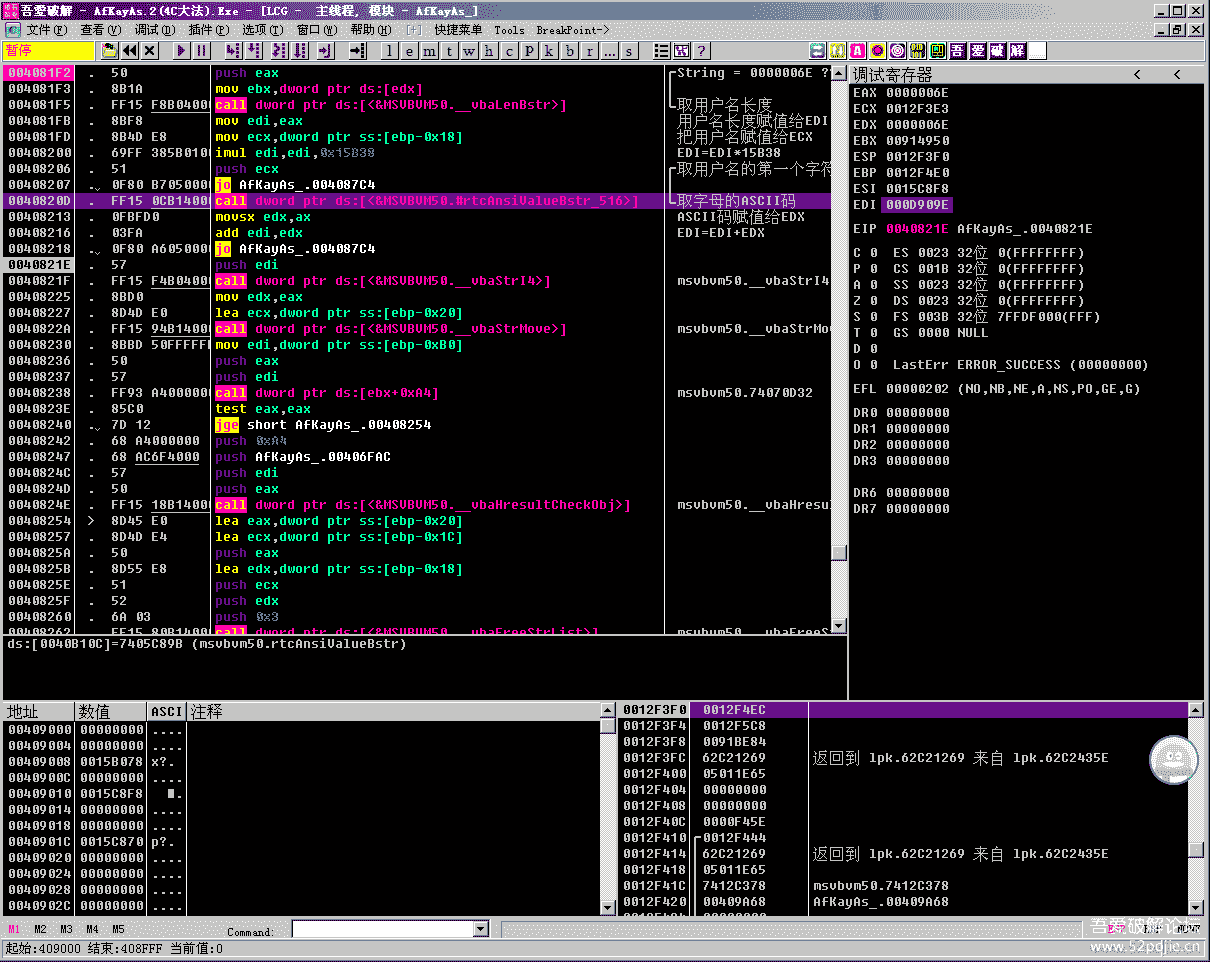 吾爱破解 - AfKayAs.2(4C大法).Exe - [LCG - 主线程, 模块 - AfKayAs_]
文件(F) 查看(V) 调试(D) 插件(P) 选项(T) 窗口(W) 帮助(H) [+] 快捷菜单 Tools BreakPoint->
暂停 l e m t w h c P k b r ... s ? 吾 爱 破 解
004081F2 . 50 push eax String = 0000006E ?
004081F3 . 8B1A mov ebx,dword ptr ds:[edx]
004081F5 . FF15 F8B04000 call dword ptr ds:[<&MSVBVM50.__vbaLenBstr>] 取用户名长度
004081FB . 8BF8 mov edi,eax 用户名长度赋值给EDI
004081FD . 8B4D E8 mov ecx,dword ptr ss:[ebp-0x18] 把用户名赋值给ECX
00408200 . 69FF 385B010 imul edi,edi,0x15B38 EDI=EDI*15B38
00408206 . 51 push ecx 取用户名的第一个字符
00408207 . 0F80 B7050000 jo AfKayAs_.004087C4
0040820D . FF15 0CB14000 call dword ptr ds:[<&MSVBVM50.#rtcAnsiValueBstr_516>] 取字母的ASCII码
00408213 . 0FBFD0 movsx edx,ax ASCII码赋值给EDX
00408216 . 03FA add edi,edx EDI=EDI+EDX
00408218 . 0F80 A6050000 jo AfKayAs_.004087C4
0040821E . 57 push edi
0040821F . FF15 F4B04000 call dword ptr ds:[<&MSVBVM50.__vbaStrI4>] msvbvm50.__vbaStrI4
00408225 . 8BD0 mov edx,eax
00408227 . 8D4D E0 lea ecx,dword ptr ss:[ebp-0x20]
0040822A . FF15 94B14000 call dword ptr ds:[<&MSVBVM50.__vbaStrMove>] msvbvm50.__vbaStrMov
00408230 . 8BBD 50FFFFF mov edi,dword ptr ss:[ebp-0xB0]
00408236 . 50 push eax
00408237 . 57 push edi
00408238 . FF93 A4000000 call dword ptr ds:[ebx+0xA4] msvbvm50.74070D32
0040823E . 85C0 test eax,eax
00408240 . 7D 12 jge short AfKayAs_.00408254
00408242 . 68 A4000000 push 0xA4
00408247 . 68 AC6F4000 push AfKayAs_.00406FAC
0040824C . 57 push edi
0040824D . 50 push eax
0040824E . FF15 18B14000 call dword ptr ds:[<&MSVBVM50.__vbaHresultCheckObj>] msvbvm50.__vbaHresul
00408254 > 8D45 E0 lea eax,dword ptr ss:[ebp-0x20]
00408257 . 8D4D E4 lea ecx,dword ptr ss:[ebp-0x1C]
0040825A . 50 push eax
0040825B . 8D55 E8 lea edx,dword ptr ss:[ebp-0x18]
0040825E . 51 push ecx
0040825F . 52 push edx
00408260 . 6A 03 push 0x3
00408262 . FF15 80B14000 call dword ptr ds:[<&MSVBVM50.__vbaFreeStrList>] msvbvm50.__vbaFreeS
ds:[0040B10C]=7405C89B (msvbvm50.rtcAnsiValueBstr)
调试寄存器 < <
EAX 0000006E
ECX 0012F3E3
EDX 0000006E
EBX 00914950
ESP 0012F3F0
EBP 0012F4E0
ESI 0015C8F8
EDI 000D909E
EIP 0040821E AfKayAs_.0040821E
C 0 ES 0023 32位 0(FFFFFFFF)
P 0 CS 001B 32位 0(FFFFFFFF)
A 0 SS 0023 32位 0(FFFFFFFF)
Z 0 DS 0023 32位 0(FFFFFFFF)
S 0 FS 003B 32位 7FFDF000(FFF)
T 0 GS 0000 NULL
D 0
O 0 LastErr ERROR_SUCCESS (00000000)
EFL 00000202 (NO,NB,NE,A,NS,PO,GE,G)
DR0 00000000
DR1 00000000
DR2 00000000
DR3 00000000
DR6 00000000
DR7 00000000
地址 数值 ASCI 注释
00409000 00000000 ....
00409004 00000000 ....
00409008 0015B078 x?.
0040900C 00000000 ....
00409010 0015C8F8 .
00409014 00000000 ....
00409018 00000000 ....
0040901C 0015C870 p?.
00409020 00000000 ....
00409024 00000000 ....
00409028 00000000 ....
0040902C 00000000 ....
0012F3F0 0012F4EC
0012F3F4 0012F5C8
0012F3F8 0091BE84
0012F3FC 62C21269 返回到 lpk.62C21269 来自 lpk.62C2435E
0012F400 05011E65
0012F404 00000000
0012F408 00000000
0012F40C 0000F45E
0012F410 0012F444
0012F414 62C21269 返回到 lpk.62C21269 来自 lpk.62C2435E
0012F418 05011E65
0012F41C 7412C378 msvbvm50.7412C378
0012F420 00409A68 AfKayAs_.00409A68
M1 M2 M3 M4 M5 Command:
起始:409000 结束:408FFF 当前值:0
吾爱破解论坛
www.52pojie.cn